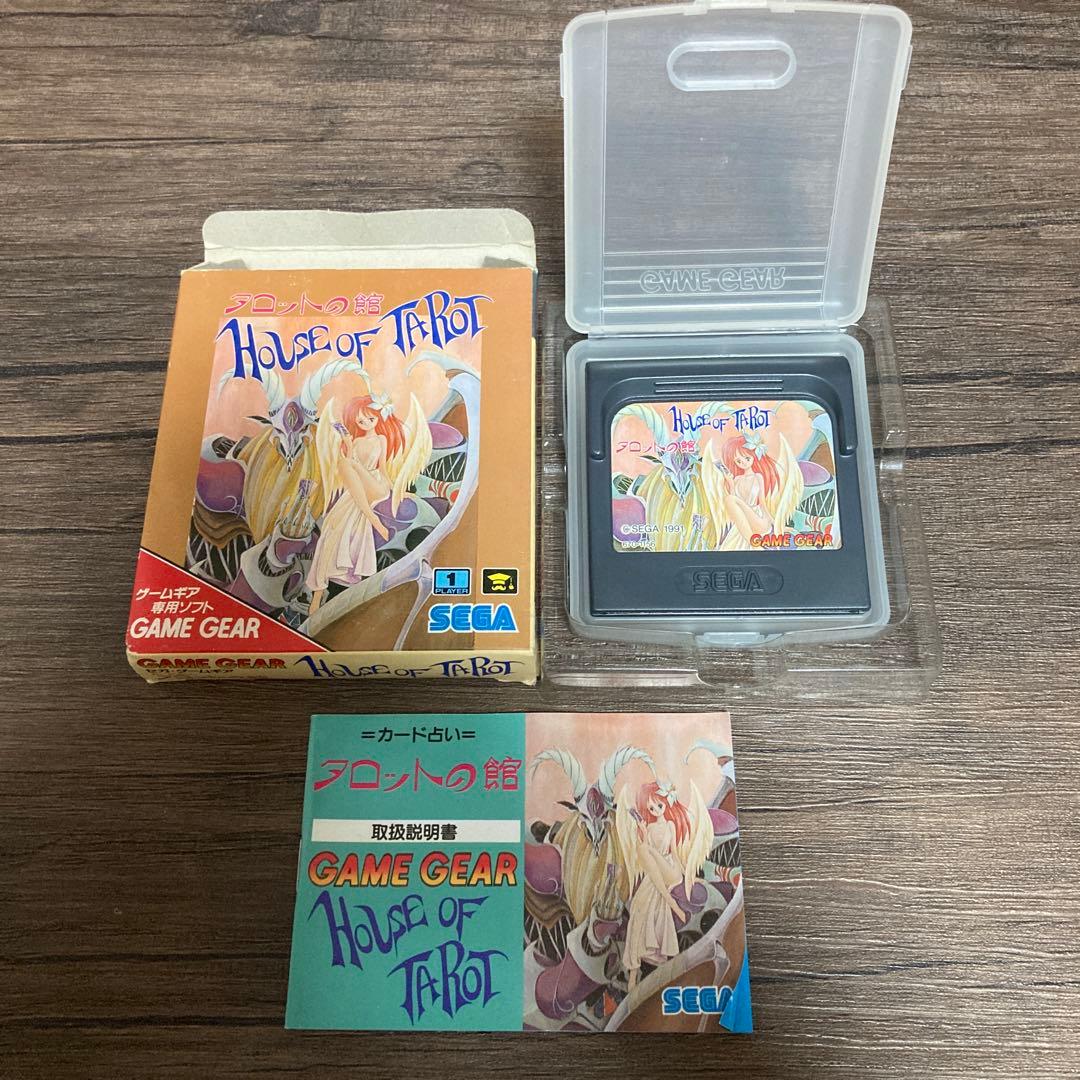 タロットの館
HOUSE OF TAROT
1
PLAYER
SEGA
ゲームギア
専用ソフト
GAME GEAR
GAME GEAR
HOUSE OF TAROT
GAME GEAR
HOUSE OF TAROT
タロットの館
©SEGA 1991
670-1156
GAME GEAR
SEGA
=カード占い=
タロットの館
取扱説明書
GAME GEAR
HOUSE OF
TAROT
SEGA